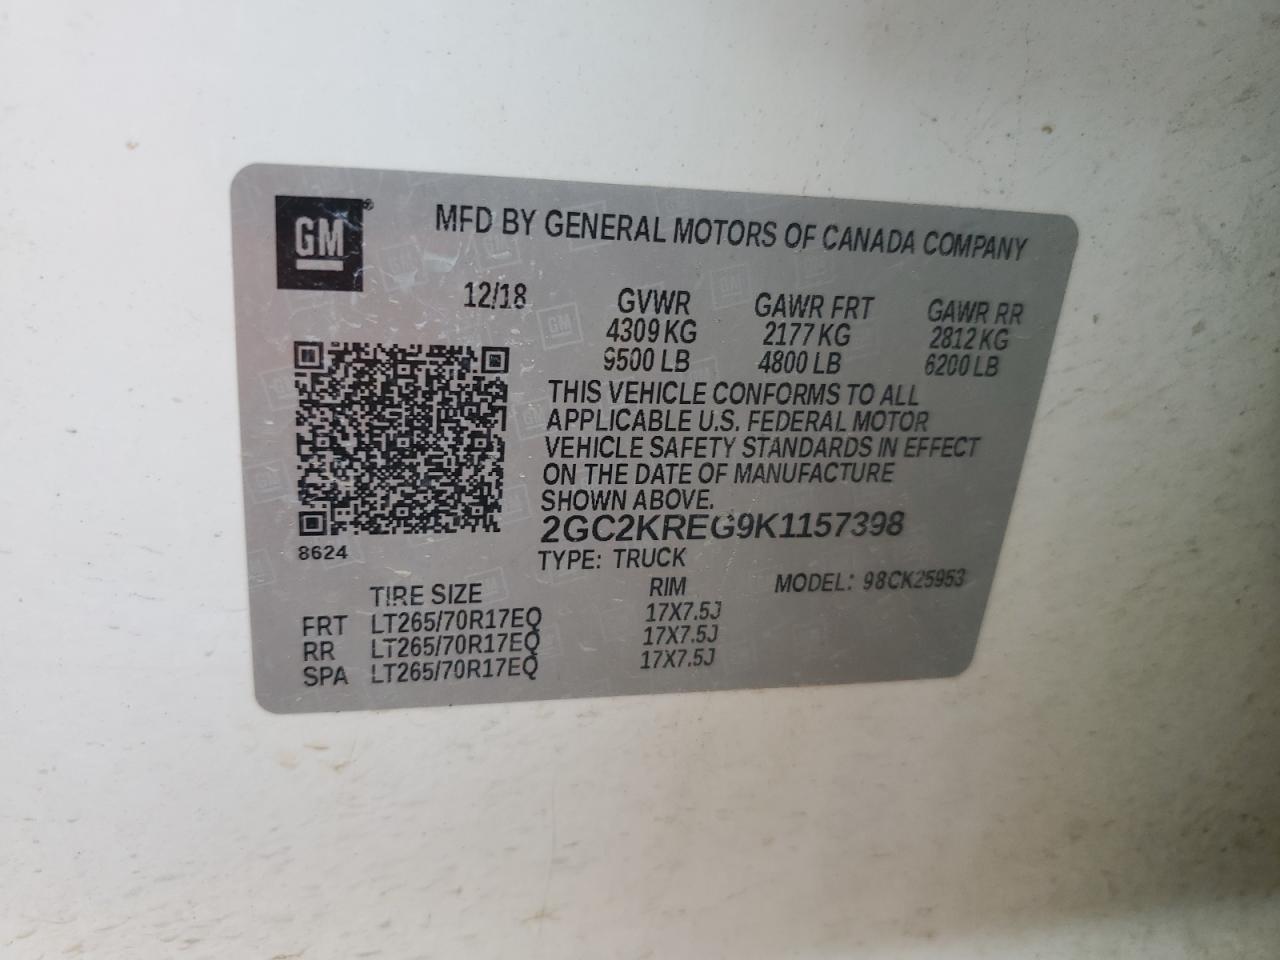 GM®
MFD BY GENERAL MOTORS OF CANADA COMPANY
12/18 GVWR GAWR FRT GAWR RR
4309 KG 2177 KG 2812 KG
9500 LB 4800 LB 6200 LB
THIS VEHICLE CONFORMS TO ALL
APPLICABLE U.S. FEDERAL MOTOR
VEHICLE SAFETY STANDARDS IN EFFECT
ON THE DATE OF MANUFACTURE
SHOWN ABOVE.
2GC2KREG9K1157398
8624
TYPE: TRUCK
TIRE SIZE RIM MODEL: 98CK25953
FRT LT265/70R17EQ 17X7.5J
RR LT265/70R17EQ 17X7.5J
SPA LT265/70R17EQ 17X7.5J